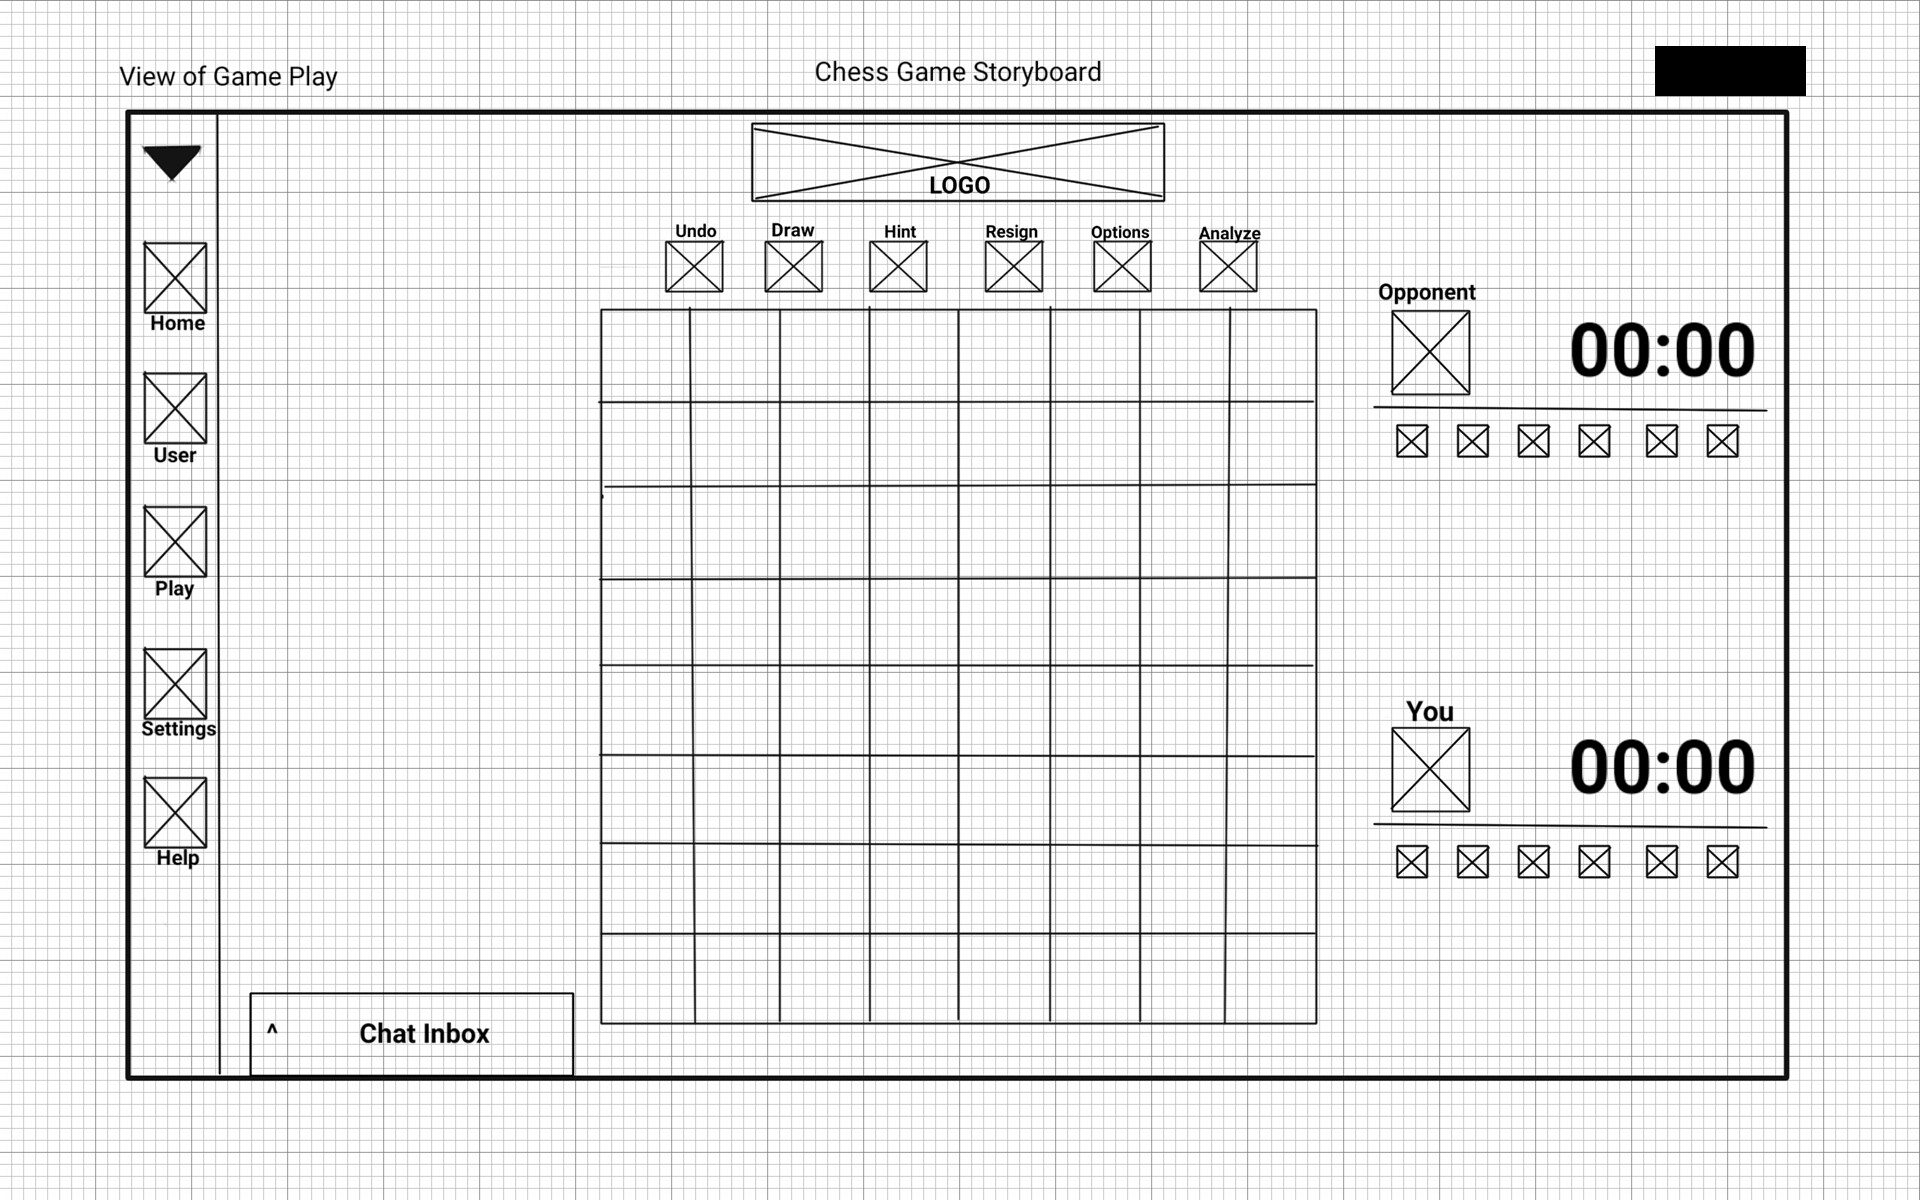 View of Game Play
Chess Game Storyboard
LOGO
Undo
Draw
Hint
Resign
Options
Analyze
Home
User
Play
Settings
Help
Opponent
00:00
You
00:00
^ Chat Inbox